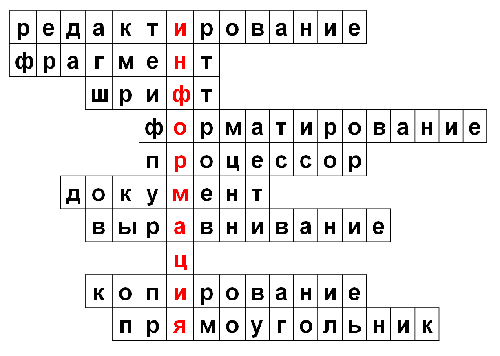 редактирование
фрагмент
шрифт
форматирование
процессор
документ
выравнивание
ц
копирование
прямоугольник